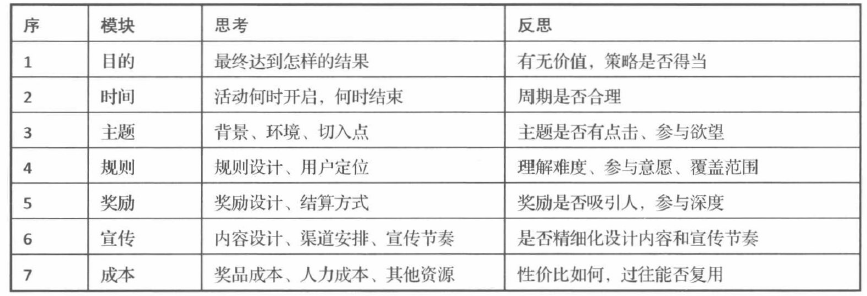 序 模块 思考 反思
1 目的 最终达到怎样的结果 有无价值，策略是否得当
2 时间 活动何时开启，何时结束 周期是否合理
3 主题 背景、环境、切入点 主题是否有点击、参与欲望
4 规则 规则设计、用户定位 理解难度、参与意愿、覆盖范围
5 奖励 奖励设计、结算方式 奖励是否吸引人，参与深度
6 宣传 内容设计、渠道安排、宣传节奏 是否精细化设计内容和宣传节奏
7 成本 奖品成本、人力成本、其他资源 性价比如何，过往能否复用